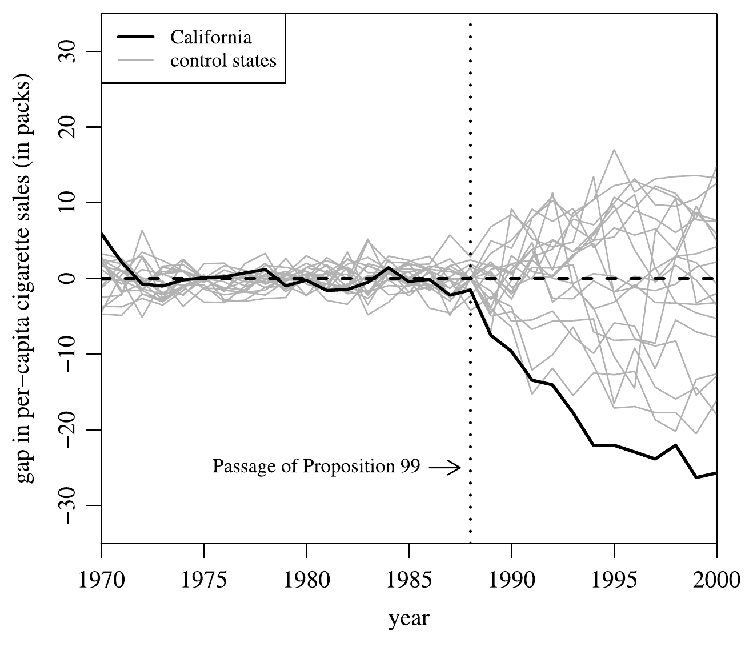 California
control states
gap in per−capita cigarette sales (in packs)
30
20
10
0
−10
−20
−30
Passage of Proposition 99
1970 1975 1980 1985 1990 1995 2000
year